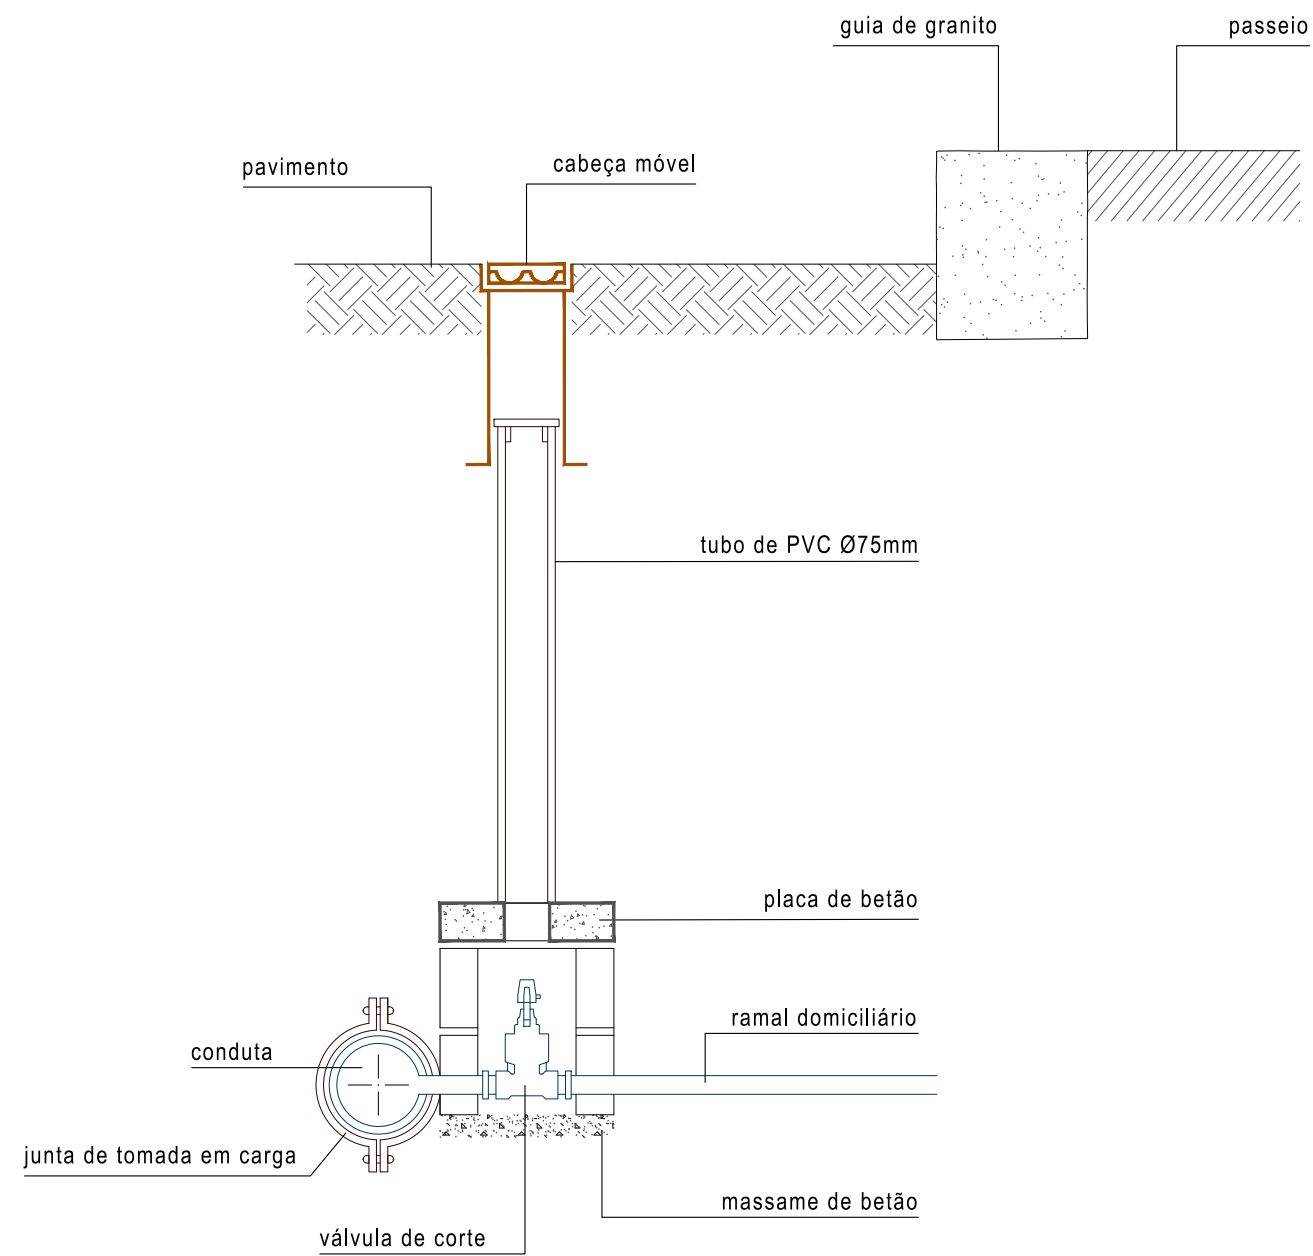 guia de granito
passeio
pavimento
cabeça móvel
tubo de PVC Ø75mm
placa de betão
ramal domiciliário
conduta
junta de tomada em carga
massame de betão
válvula de corte